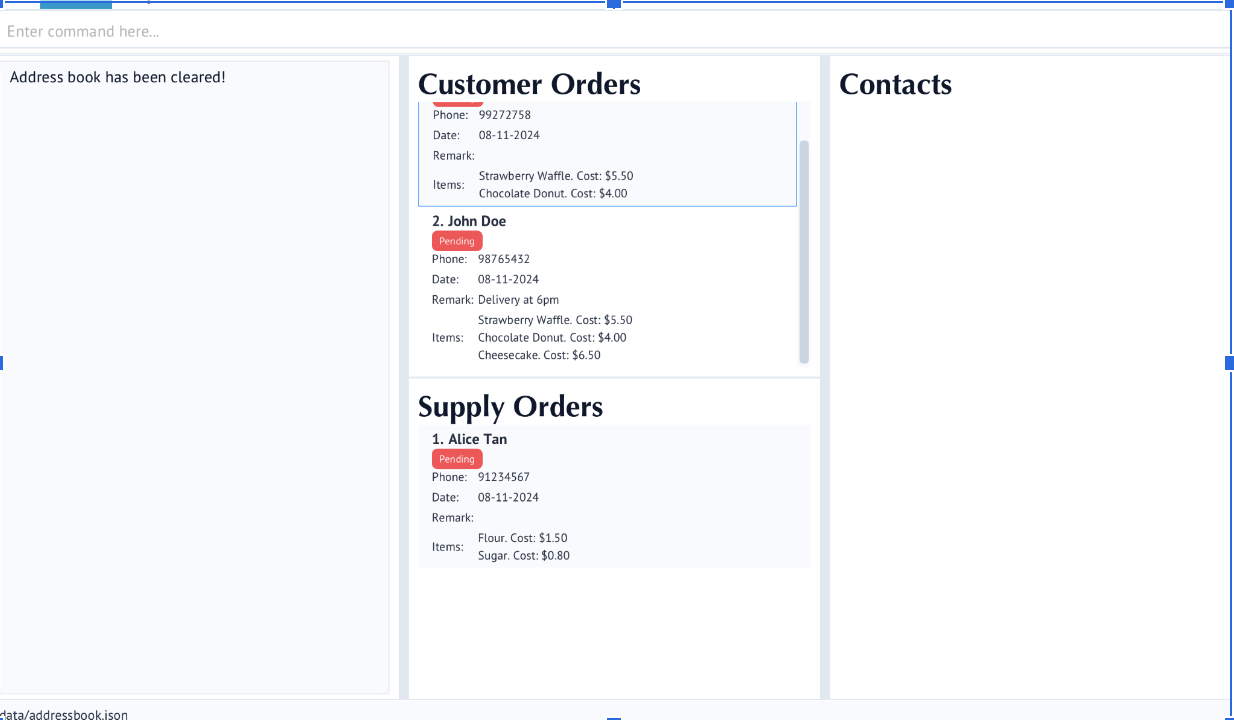 Enter command here...
Address book has been cleared!
Customer Orders
Phone: 99272758
Date: 08-11-2024
Remark:
Items: Strawberry Waffle. Cost: $5.50
Chocolate Donut. Cost: $4.00
2. John Doe
Pending
Phone: 98765432
Date: 08-11-2024
Remark: Delivery at 6pm
Items: Strawberry Waffle. Cost: $5.50
Chocolate Donut. Cost: $4.00
Cheesecake. Cost: $6.50
Supply Orders
1. Alice Tan
Pending
Phone: 91234567
Date: 08-11-2024
Remark:
Items: Flour. Cost: $1.50
Sugar. Cost: $0.80
Contacts
data/addressbook.json